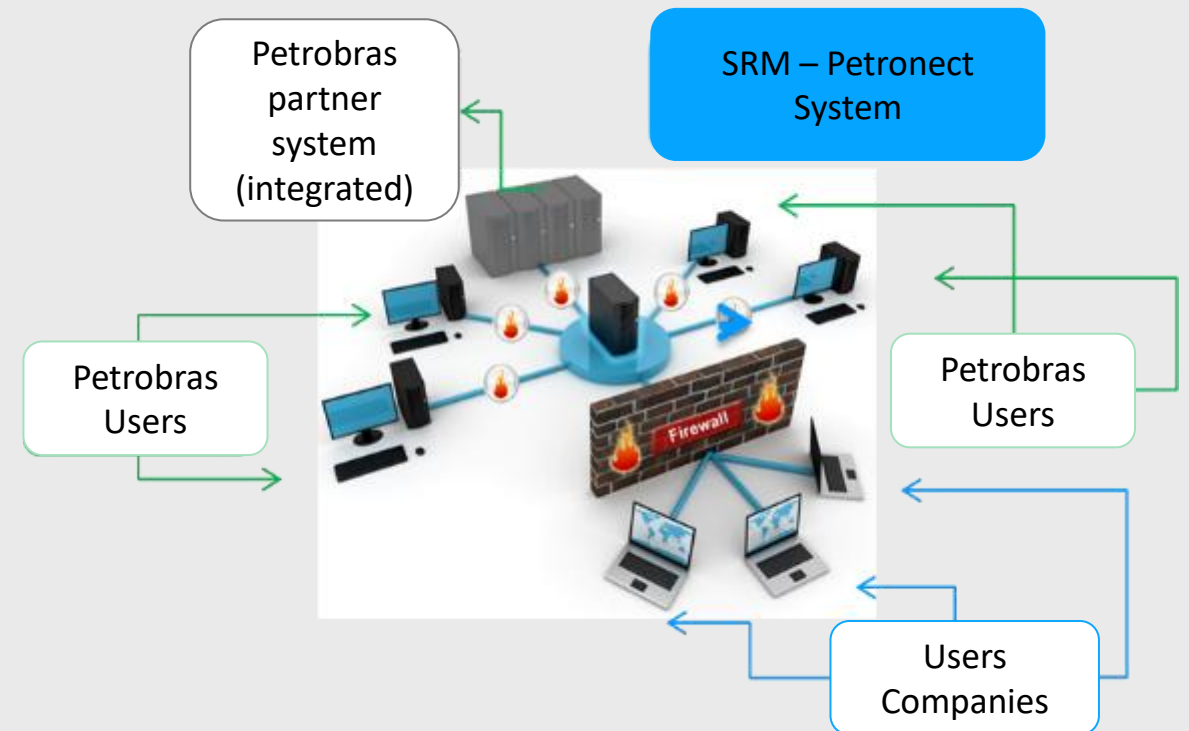 Petrobras
partner
system
(integrated)
SRM – Petronect
System
Petrobras
Users
Petrobras
Users
Firewall
Users
Companies